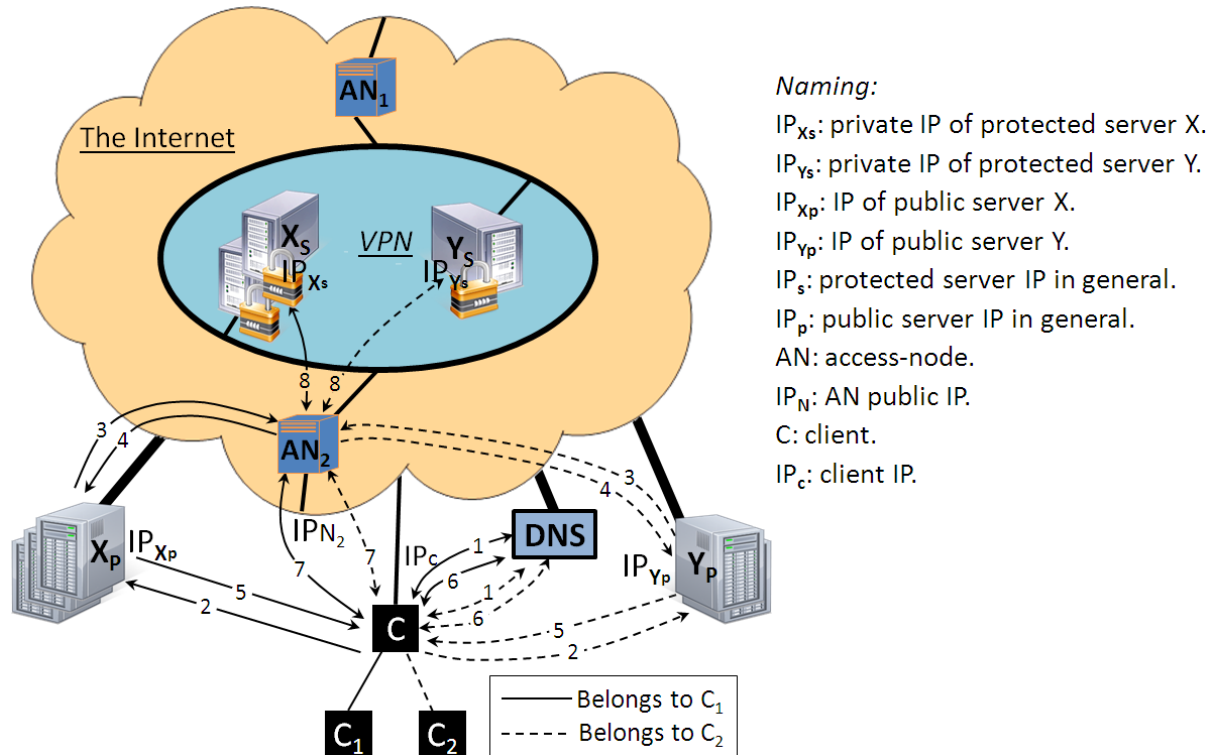 AN1
The Internet
XS
VPN
YS
IPXs
IPYs
8
8
3
4
AN2
3
4
XP
IPXp
IPN2
IPc
1
DNS
IPYp
YP
7
7
6
1
6
5
2
5
2
C
C1
C2
Belongs to C1
Belongs to C2
Naming:
IPXs: private IP of protected server X.
IPYs: private IP of protected server Y.
IPXp: IP of public server X.
IPYp: IP of public server Y.
IPs: protected server IP in general.
IPp: public server IP in general.
AN: access-node.
IPN: AN public IP.
C: client.
IPc: client IP.